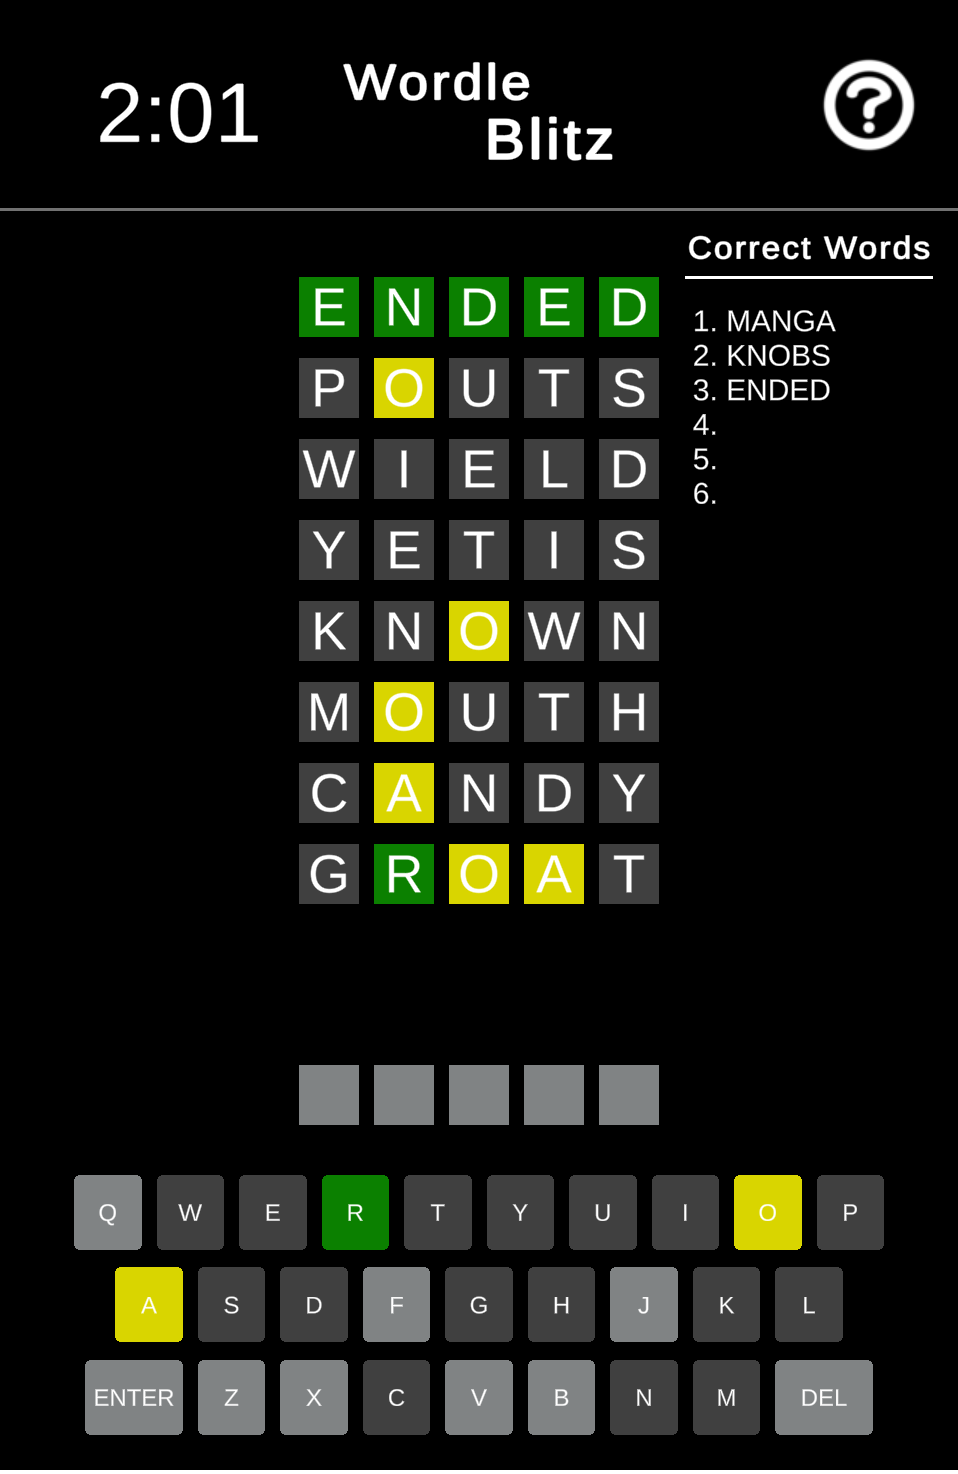 2:01
Wordle
Blitz
?
Correct Words
1. MANGA
2. KNOBS
3. ENDED
4.
5.
6.
ENDED
POUTS
WIELD
YETIS
KNOWN
MOUTH
CANDY
GROAT
Q W E R T Y U I O P
A S D F G H J K L
ENTER Z X C V B N M DEL